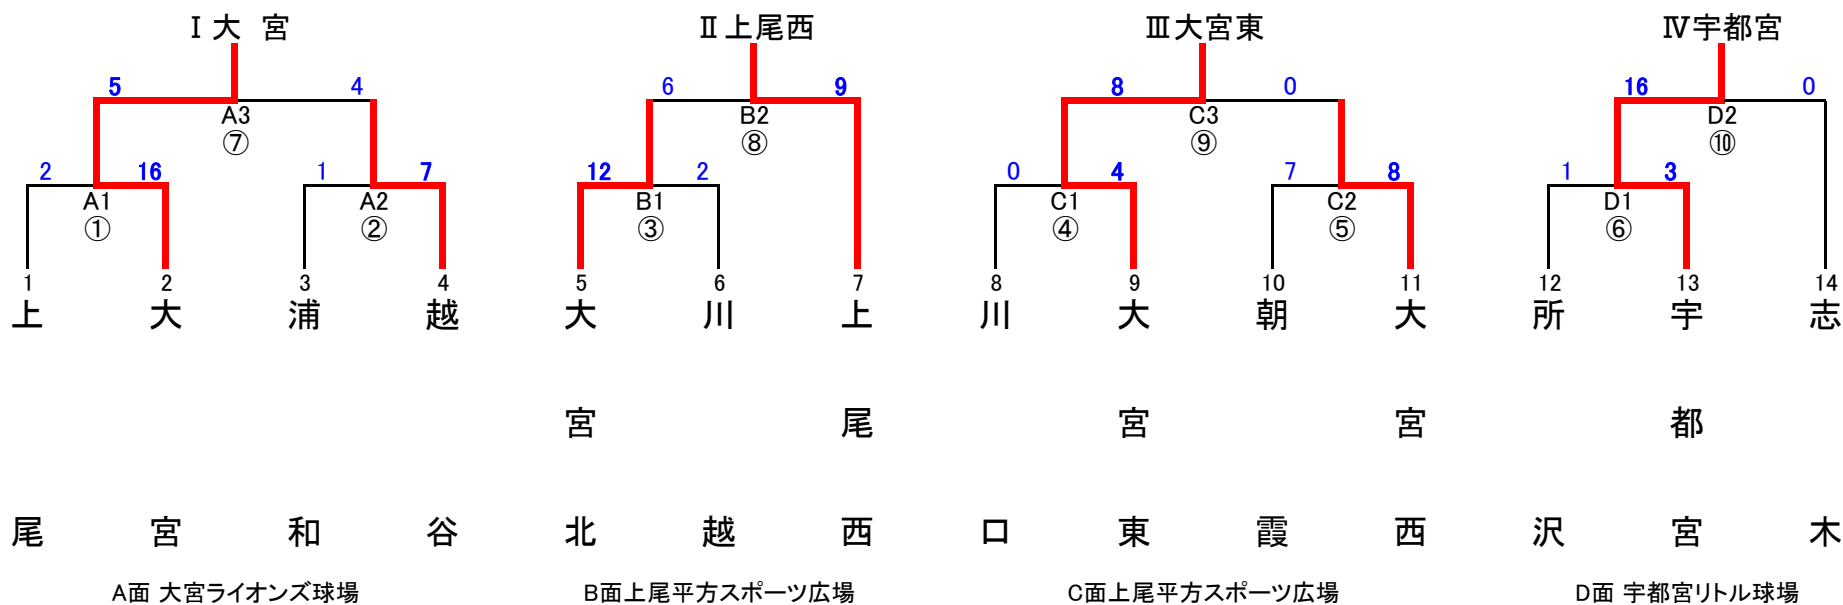 Ⅰ 大 宮
Ⅱ 上尾西
Ⅲ大宮東
Ⅳ宇都宮
5 4 6 9 8 0 16 0
A3 B2 C3 D2
⑦ ⑧ ⑨ ⑩
2 16 1 7 12 2 0 4 7 8 1 3
A1 A2 B1 C1 C2 D1
① ② ③ ④ ⑤ ⑥
1 2 3 4 5 6 7 8 9 10 11 12 13 14
上尾
大宮
浦和
越谷
大宮北
川越
上尾西
川口
大宮東
朝霞
大宮西
所沢
宇都宮
志木
A面 大宮ライオンズ球場
B面上尾平方スポーツ広場
C面上尾平方スポーツ広場
D面 宇都宮リトル球場